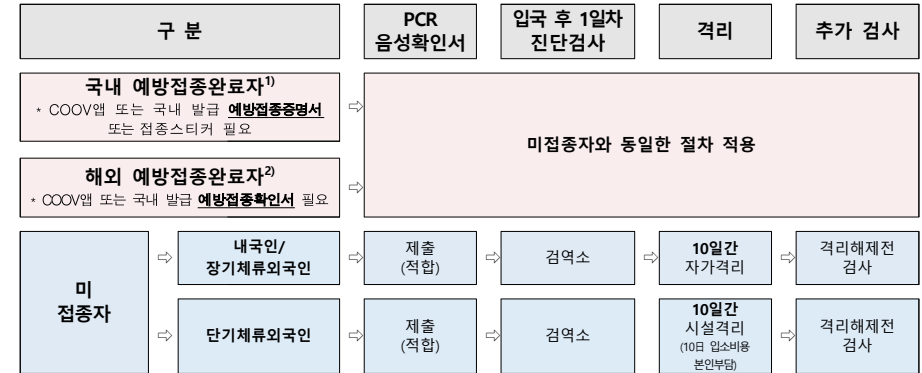 구 분
PCR
음성확인서
입국 후 1일차
진단검사
격리
추가 검사
국내 예방접종완료자1)
* COOV앱 또는 국내 발급 예방접종증명서
또는 접종스티커 필요
해외 예방접종완료자2)
* COOV앱 또는 국내 발급 예방접종확인서 필요
미접종자와 동일한 절차 적용
미
접종자
내국인/
장기체류외국인
제출
(적합)
검역소
10일간
자가격리
격리해제전
검사
단기체류외국인
제출
(적합)
검역소
10일간
시설격리
(10日 입소비용
본인부담)
격리해제전
검사